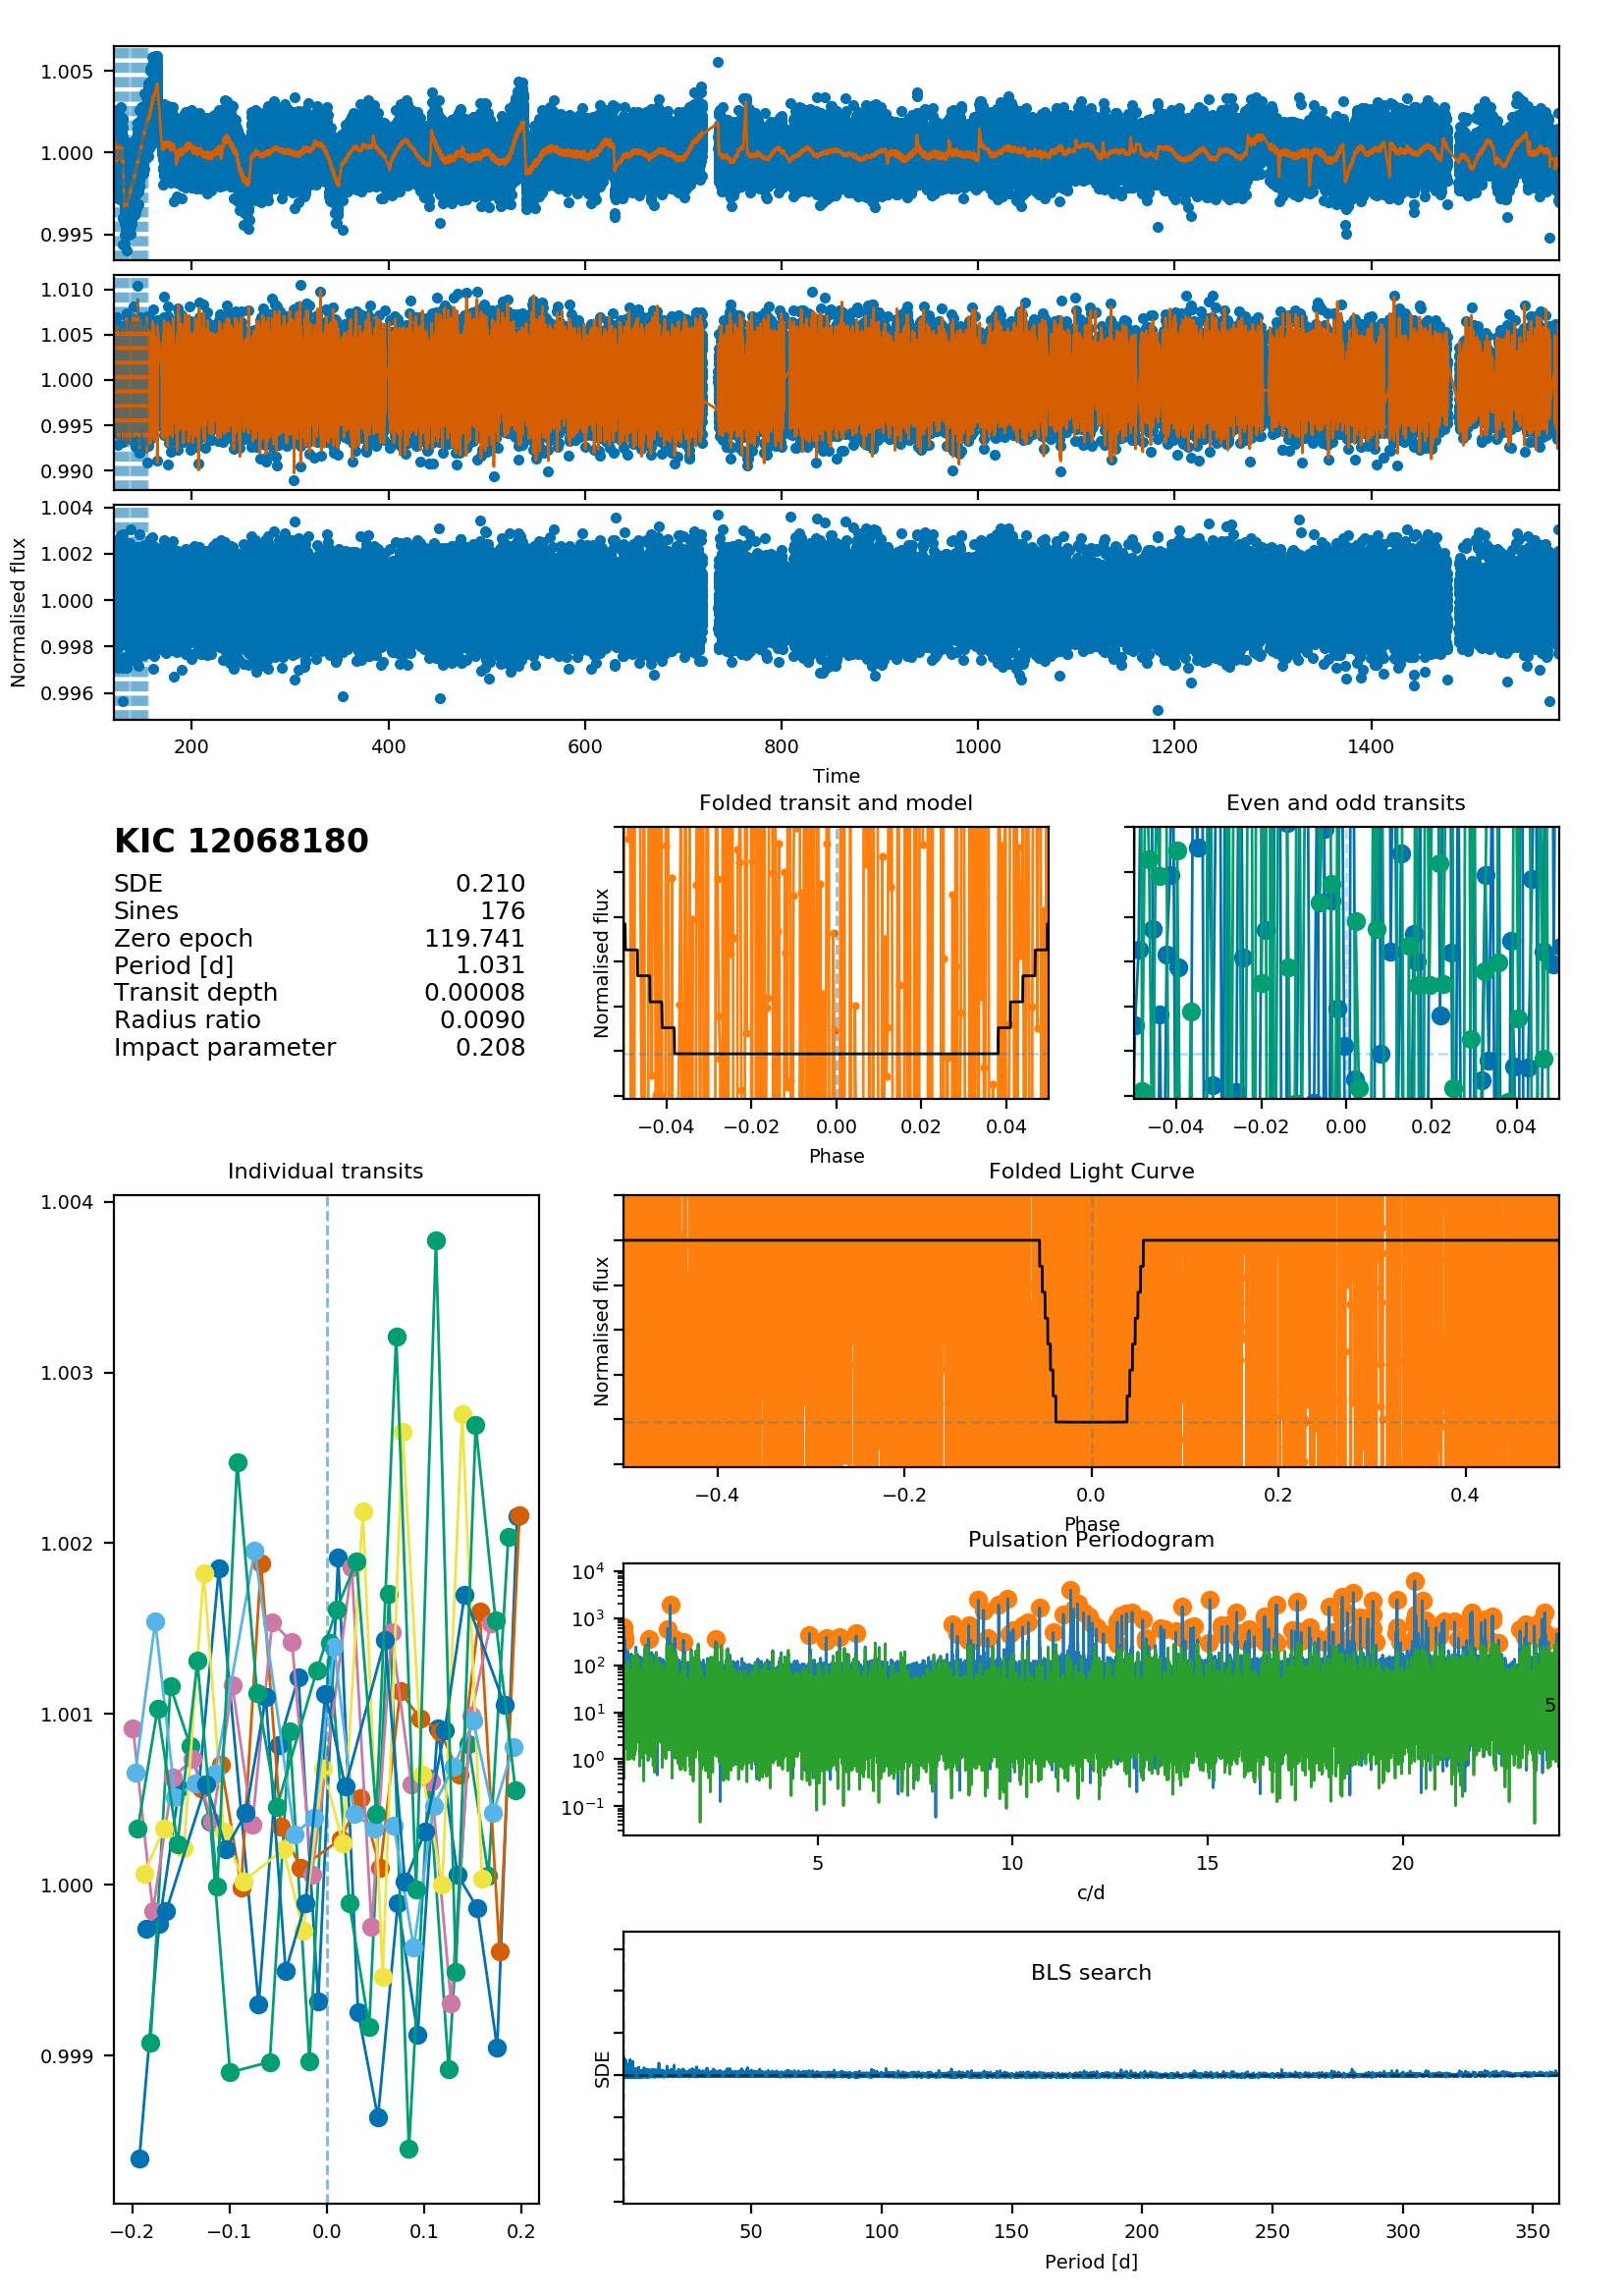 1.005
1.000
0.995
1.010
1.005
1.000
0.995
0.990
1.004
1.002
1.000
0.998
0.996
Normalised flux
200 400 600 800 1000 1200 1400
Time
KIC 12068180
SDE 0.210
Sines 176
Zero epoch 119.741
Period [d] 1.031
Transit depth 0.00008
Radius ratio 0.0090
Impact parameter 0.208
Folded transit and model
Normalised flux
−0.04 −0.02 0.00 0.02 0.04
Phase
Even and odd transits
−0.04 −0.02 0.00 0.02 0.04
Individual transits
1.004
1.003
1.002
1.001
1.000
0.999
−0.2 −0.1 0.0 0.1 0.2
Folded Light Curve
Normalised flux
−0.4 −0.2 0.0 0.2 0.4
Phase
Pulsation Periodogram
10⁴
10³
10²
10¹
10⁰
10⁻¹
5
5 10 15 20
c/d
BLS search
SDE
50 100 150 200 250 300 350
Period [d]